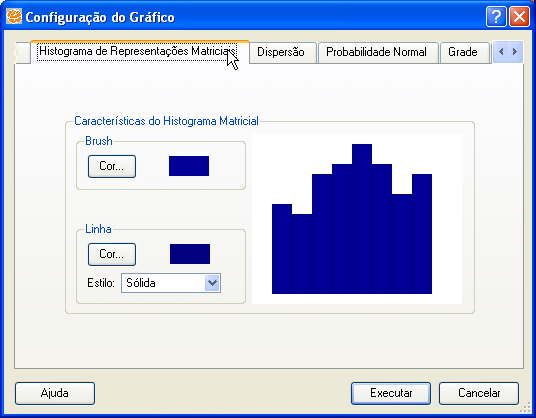 Configuração do Gráfico
Histograma de Representações Matriciais
Dispersão
Probabilidade Normal
Grade
Características do Histograma Matricial
Brush
Cor...
Linha
Cor...
Estilo:
Sólida
Ajuda
Executar
Cancelar